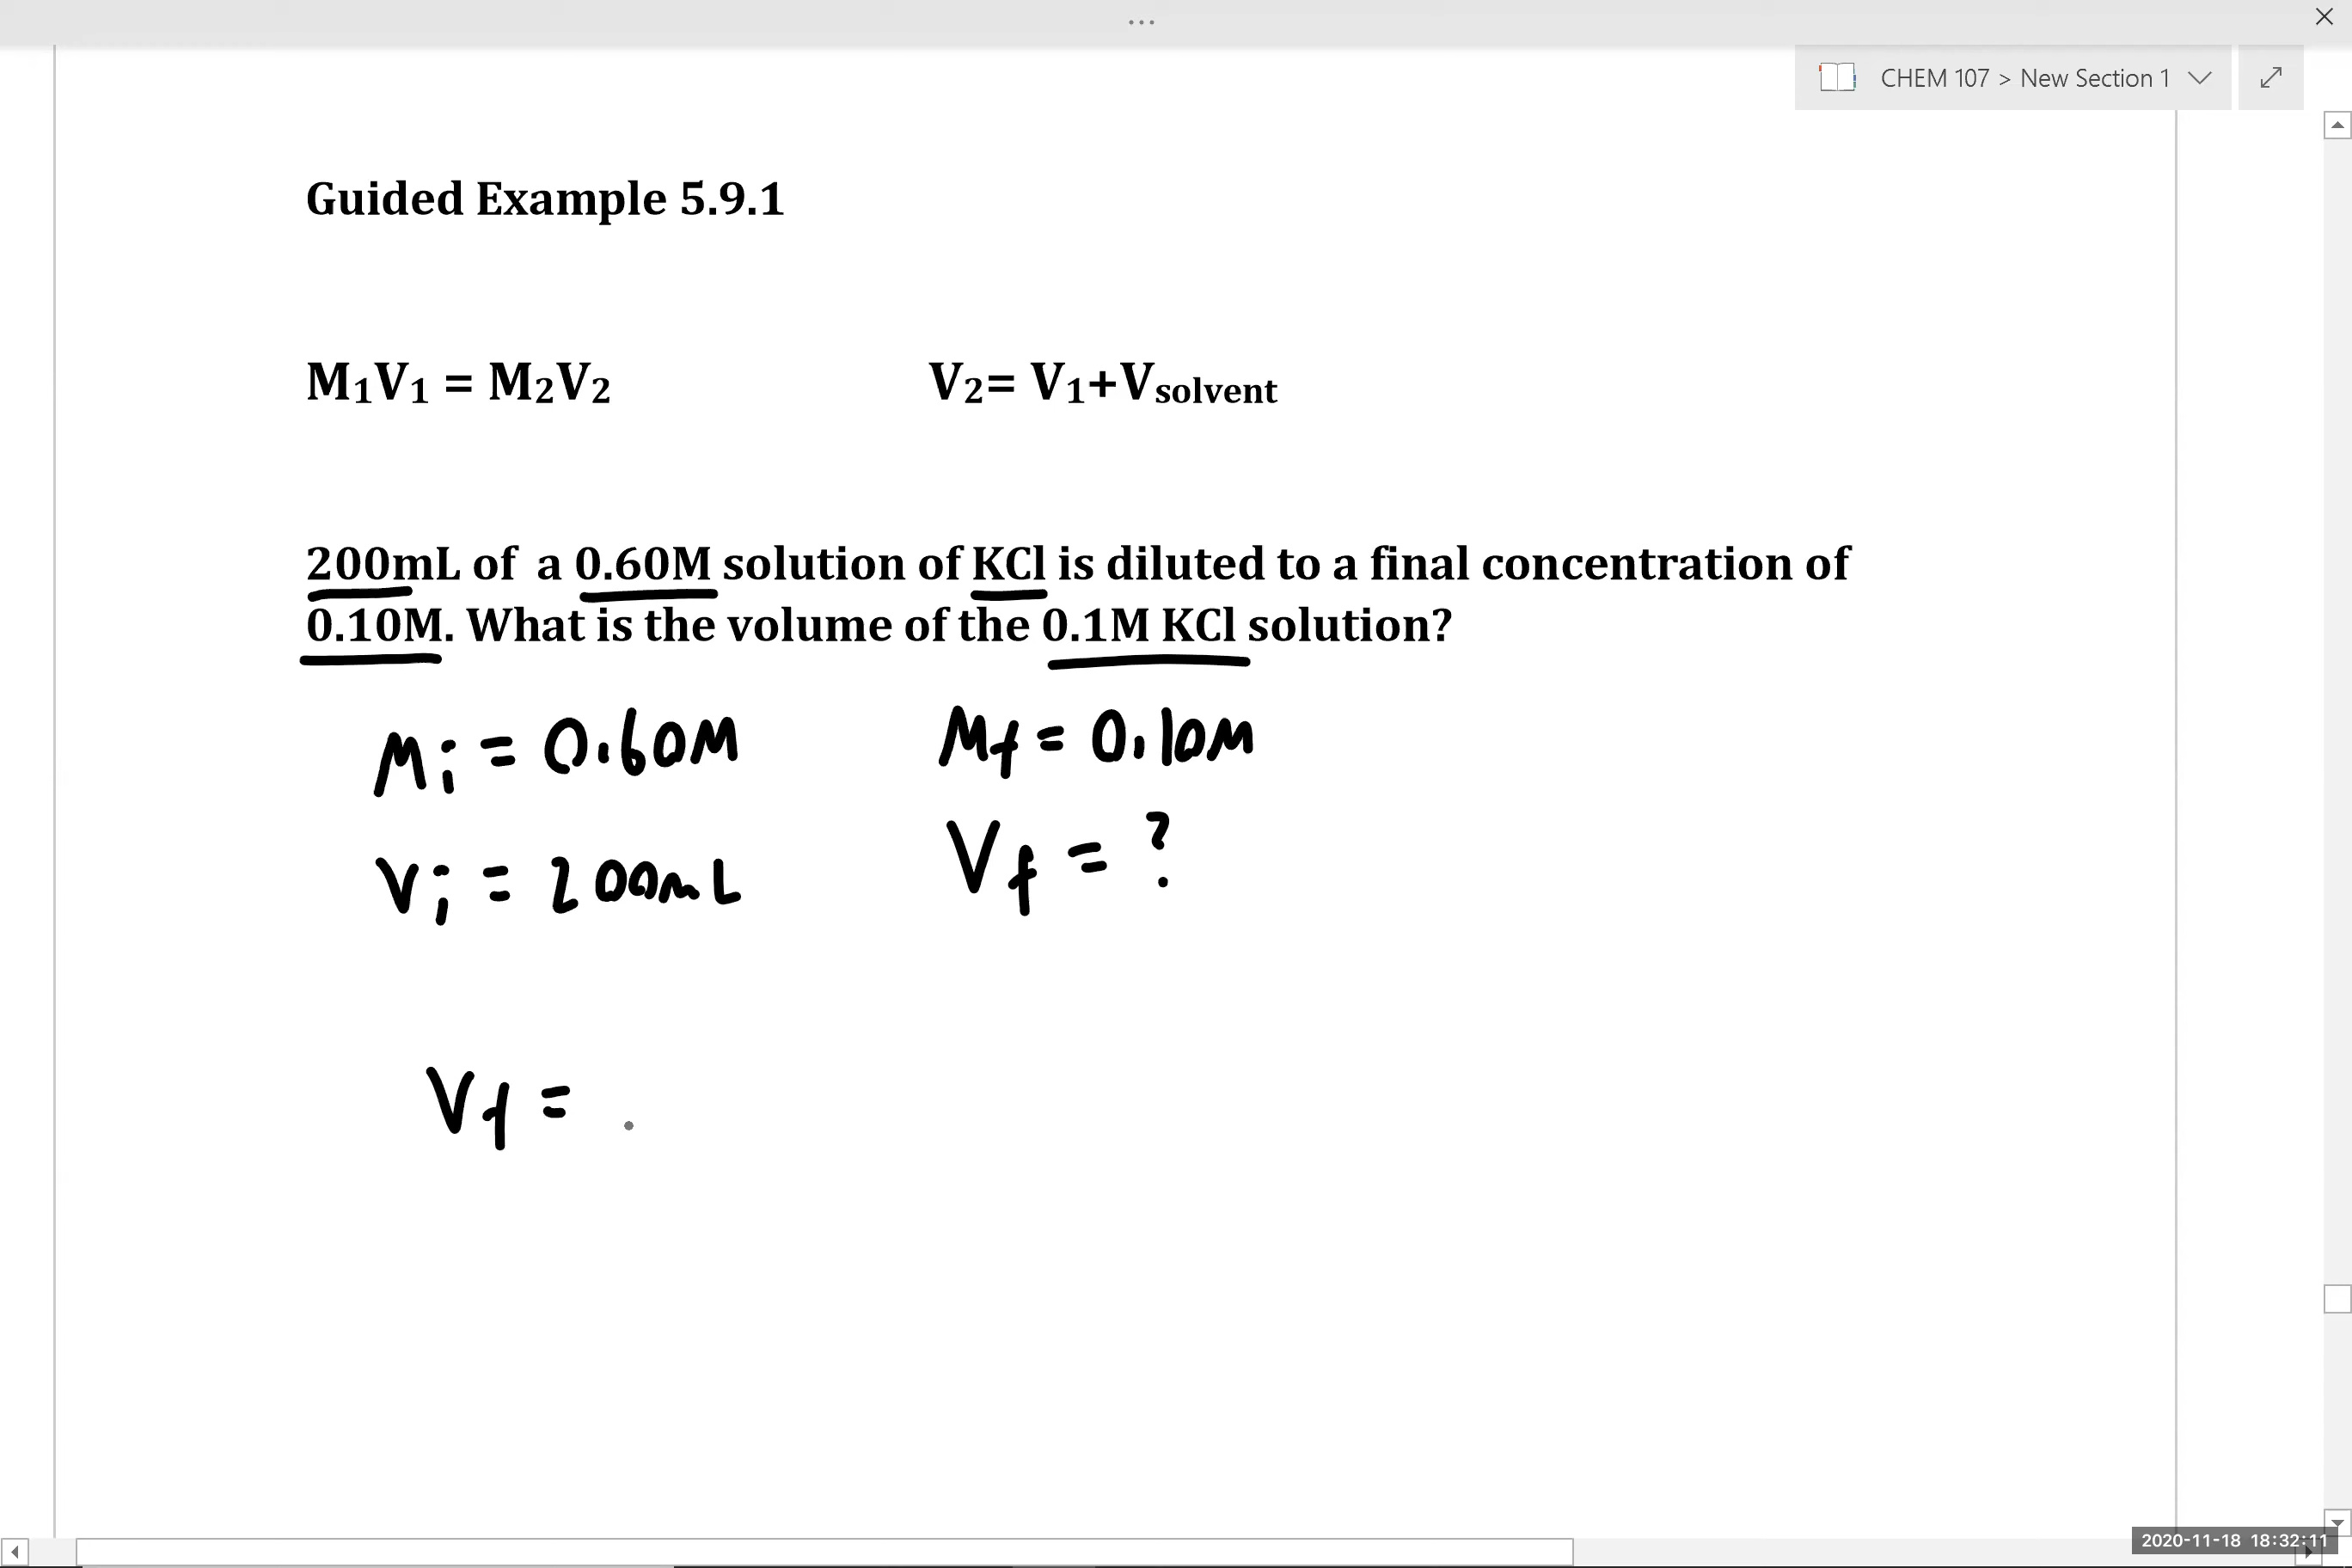 ...
CHEM 107 > New Section 1
Guided Example 5.9.1
M₁V₁ = M₂V₂ V₂= V₁+Vsolvent
200mL of a 0.60M solution of KCl is diluted to a final concentration of
0.10M. What is the volume of the 0.1M KCl solution?
Mi = 0.60M Mf = 0.10M
Vi = 200mL Vf = ?
Vf =
2020-11-18 18:32:11